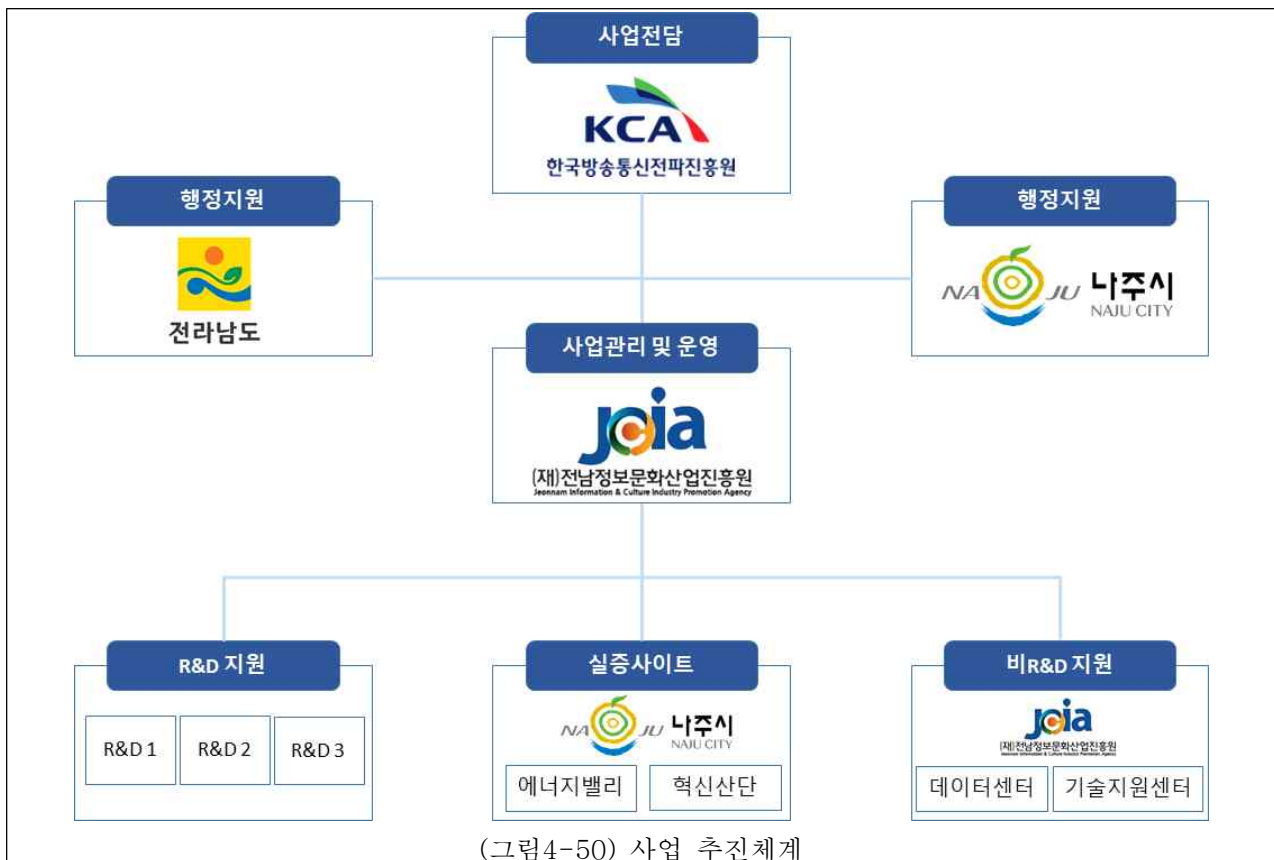 사업전담
KCA
한국방송통신전파진흥원
행정지원
전라남도
행정지원
NA JU 나주시
NAJU CITY
사업관리 및 운영
jcia
(재)전남정보문화산업진흥원
Jeonnam Information & Culture Industry Promotion Agency
R&D 지원
R&D 1
R&D 2
R&D 3
실증사이트
NA JU 나주시
NAJU CITY
에너지밸리
혁신산단
비R&D 지원
jcia
(재)전남정보문화산업진흥원
Jeonnam Information & Culture Industry Promotion Agency
데이터센터
기술지원센터
(그림4-50) 사업 추진체계